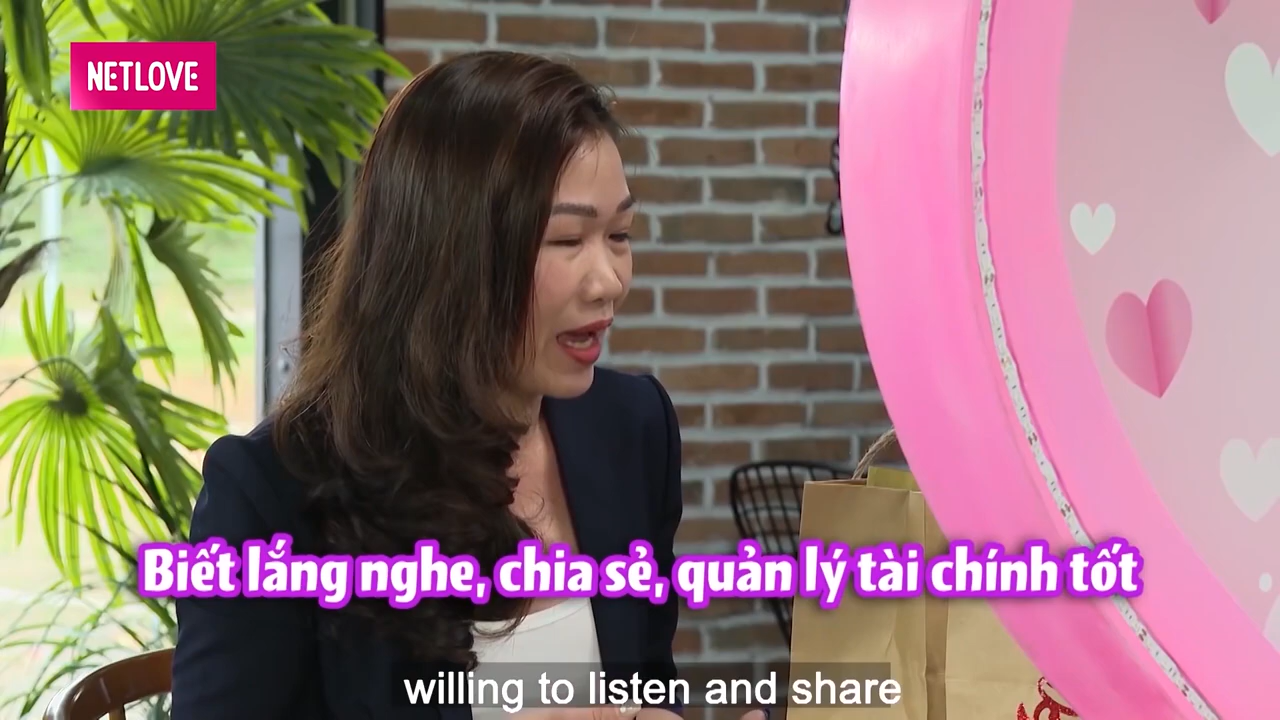 NETLOVE
Biết lắng nghe, chia sẻ, quản lý tài chính tốt
willing to listen and share